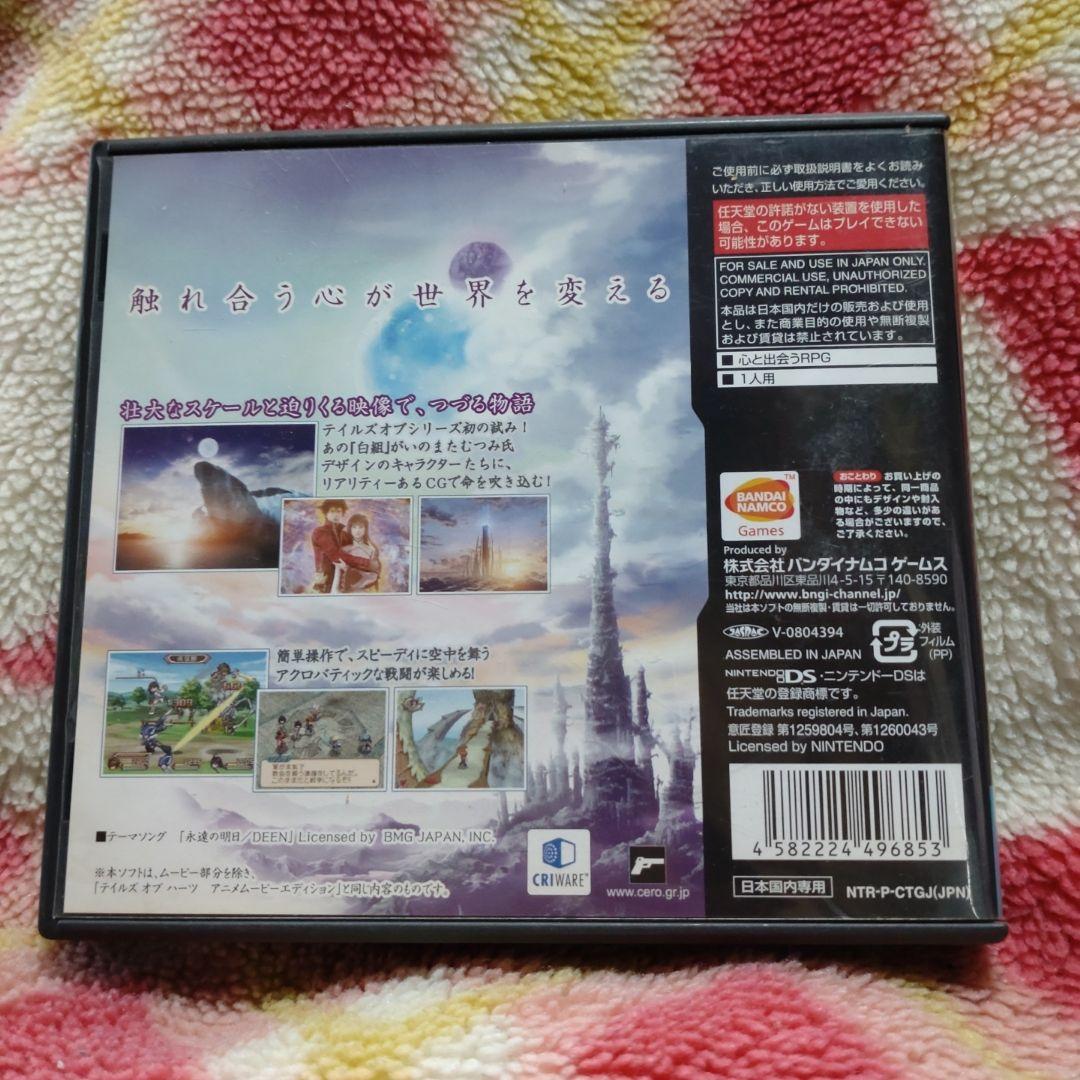 触れ合う心が世界を変える
壮大なスケールと迫りくる映像で、つづる物語
テイルズオブシリーズ初の試み!
あの『白組』がいのまたむつみ氏
デザインのキャラクターたちに、
リアリティーあるCGで命を吹き込む!
簡単操作で、スピーディに空中を舞う
アクロバティックな戦闘が楽しめる!
■テーマソング 「永遠の明日/DEEN」Licensed by BMG JAPAN, INC.
※本ソフトは、ムービー部分を除き、
「テイルズ オブ ハーツ アニメムービーエディション」と同じ内容のものです。
CRIWARE™
www.cero.gr.jp
ご使用前に必ず取扱説明書をよくお読み
いただき、正しい使用方法でご愛用ください。
任天堂の許諾がない装置を使用した
場合、このゲームはプレイできない
可能性があります。
FOR SALE AND USE IN JAPAN ONLY.
COMMERCIAL USE, UNAUTHORIZED
COPY AND RENTAL PROHIBITED.
本品は日本国内だけの販売および使用
とし、また商業目的の使用や無断複製
および賃貸は禁止されています。
■ 心と出会うRPG
■ 1人用
BANDAI
NAMCO
Games
TM
おことわり お買い上げの
時期によって、同一商品
の中にもデザインや封入
物など、多少の違いがあ
る場合がございますので、
ご了承ください。
Produced by
株式会社 バンダイナムコ ゲームス
東京都品川区東品川4-5-15 〒140-8590
http://www.bngi-channel.jp/
当社は本ソフトの無断複製・賃貸は一切許可しておりません。
JASRAC V-0804394
ASSEMBLED IN JAPAN
プラ
外装
フィルム
(PP)
NINTENDO DS・ニンテンドーDSは
任天堂の登録商標です。
Trademarks registered in Japan.
意匠登録 第1259804号、第1260043号
Licensed by NINTENDO
4 582224 496853
日本国内専用
NTR-P-CTGJ(JPN)